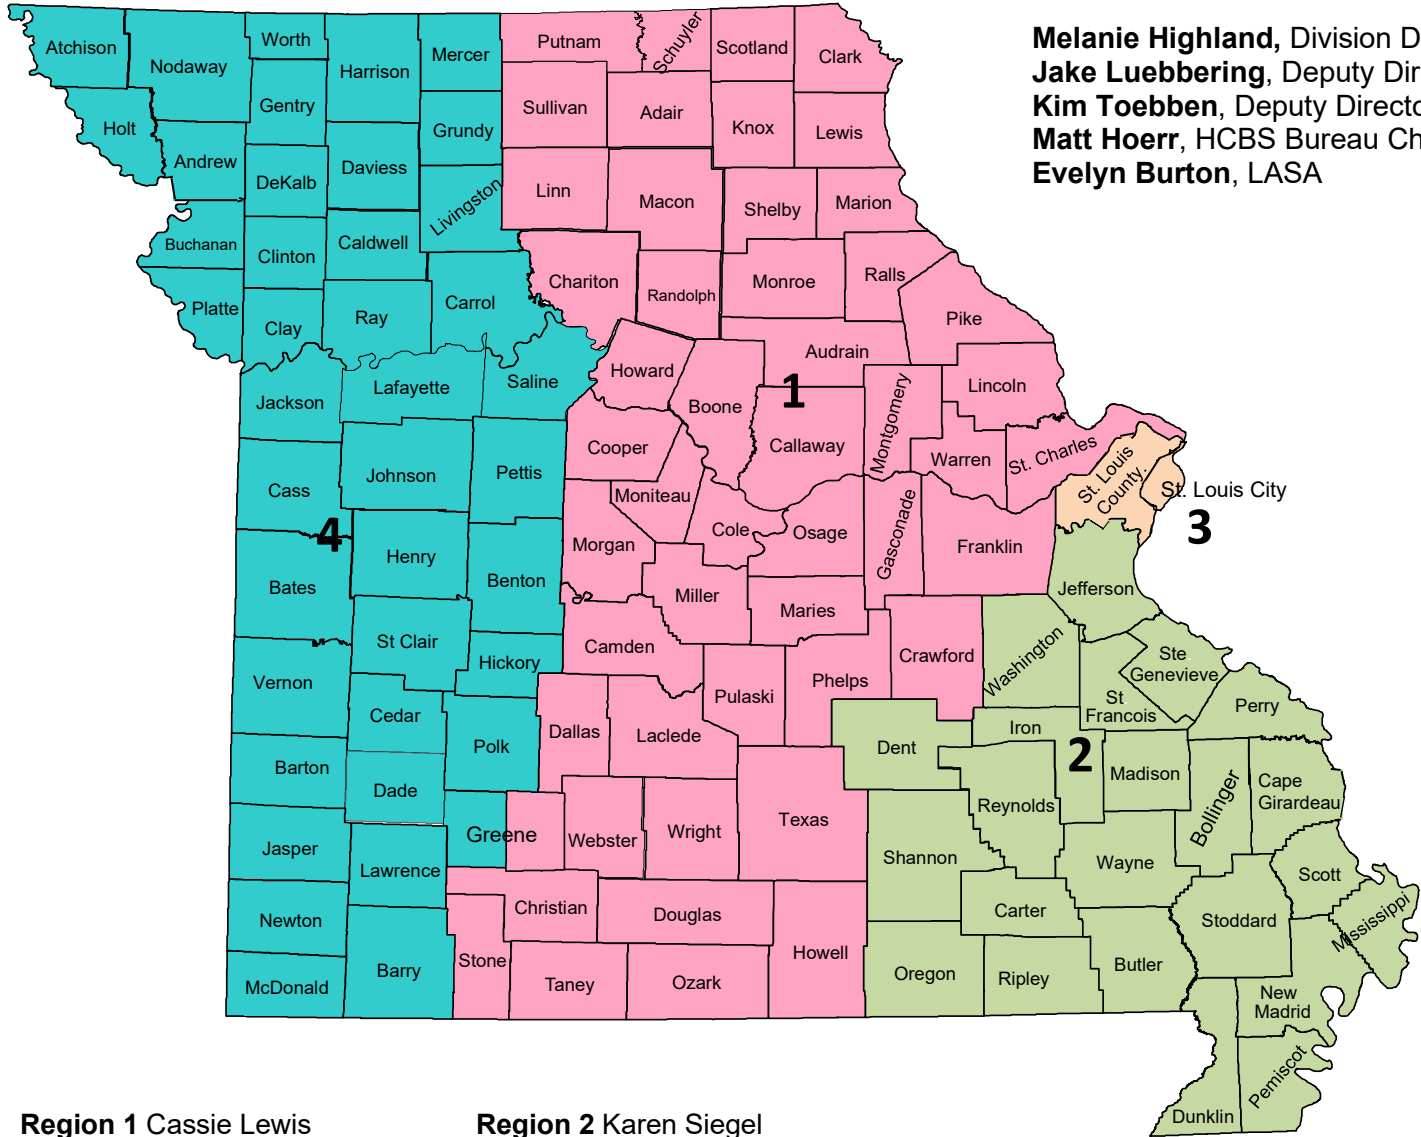 Melanie Highland, Division D
Jake Luebbering, Deputy Dir
Kim Toebben, Deputy Directo
Matt Hoerr, HCBS Bureau Ch
Evelyn Burton, LASA
Atchison
Nodaway
Worth
Harrison
Mercer
Putnam
Schuyler
Scotland
Clark
Holt
Andrew
Gentry
DeKalb
Daviess
Grundy
Livingston
Sullivan
Adair
Knox
Lewis
Linn
Macon
Shelby
Marion
Buchanan
Clinton
Caldwell
Platte
Clay
Ray
Carrol
Chariton
Randolph
Monroe
Ralls
Pike
Audrain
Jackson
Lafayette
Saline
Howard
Boone
1
Callaway
Montgomery
Lincoln
Warren
St. Charles
St. Louis
County.
St. Louis City
3
Cass
Johnson
Pettis
Cooper
Moniteau
Cole
Osage
Gasconade
Franklin
4
Bates
Henry
Benton
Morgan
Miller
Maries
Jefferson
Vernon
St Clair
Hickory
Camden
Pulaski
Phelps
Crawford
Washington
St
Francois
Ste
Genevieve
Perry
Barton
Cedar
Dade
Polk
Dallas
Laclede
Dent
Iron
2
Madison
Reynolds
Bollinger
Cape
Girardeau
Jasper
Lawrence
Greene
Webster
Wright
Texas
Shannon
Wayne
Scott
Mississippi
Newton
Christian
Douglas
Carter
Stoddard
McDonald
Barry
Stone
Taney
Ozark
Howell
Oregon
Ripley
Butler
New
Madrid
Pemiscot
Dunklin
Region 1 Cassie Lewis
Region 2 Karen Siegel